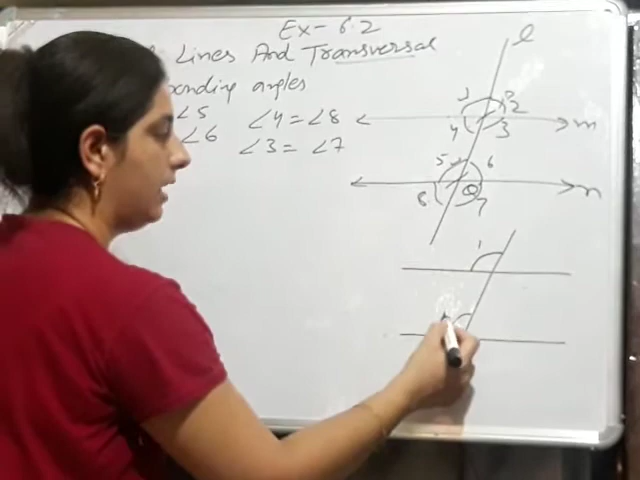 Ex-6.2
Lines And Transversal
angles
∠5
∠6
∠4=∠8
∠3=∠7
l
1
P
2
4
3
m
5
6
8
Q
7
n
1